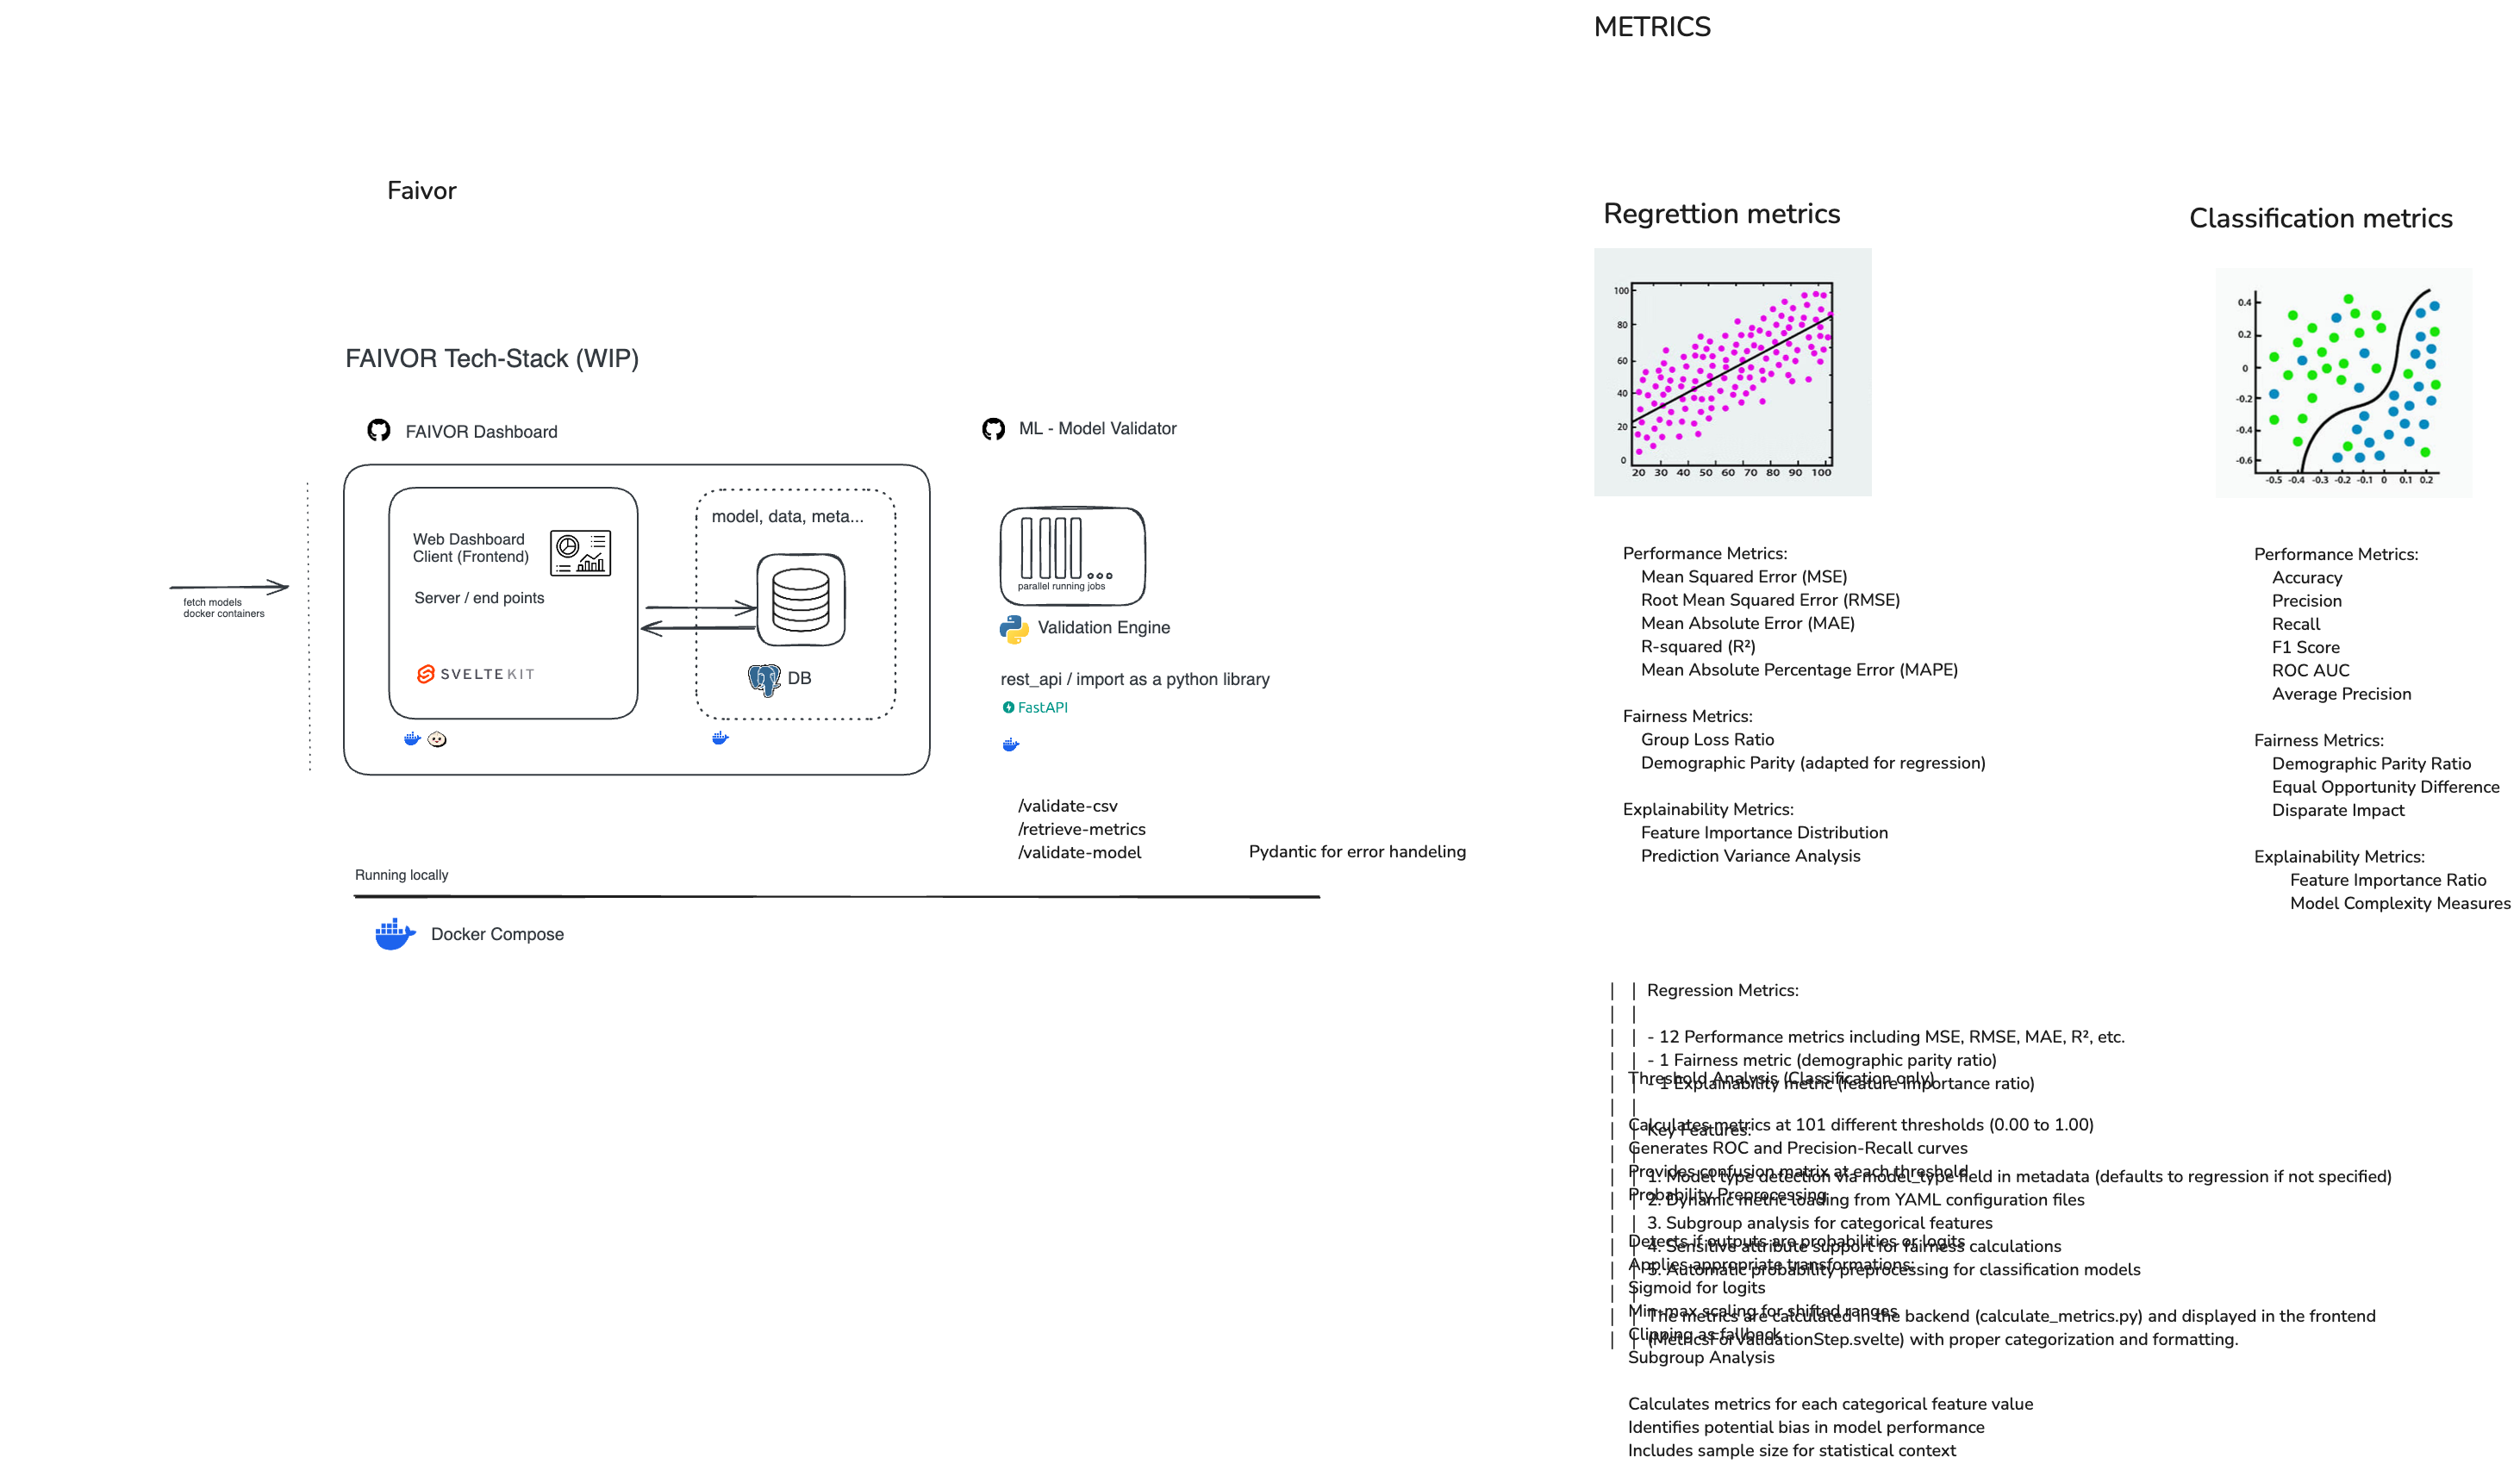 METRICS
Faivor
FAIVOR Tech-Stack (WIP)
FAIVOR Dashboard
ML - Model Validator
fetch models
docker containers
Web Dashboard
Client (Frontend)
Server / end points
SVELTEKIT
model, data, meta...
DB
parallel running jobs
Validation Engine
rest_api / import as a python library
FastAPI
/validate-csv
/retrieve-metrics
/validate-model
Pydantic for error handeling
Running locally
Docker Compose
Regrettion metrics
100
80
60
40
20
0
20 30 40 50 60 70 80 90 100
Performance Metrics:
Mean Squared Error (MSE)
Root Mean Squared Error (RMSE)
Mean Absolute Error (MAE)
R-squared (R²)
Mean Absolute Percentage Error (MAPE)
Fairness Metrics:
Group Loss Ratio
Demographic Parity (adapted for regression)
Explainability Metrics:
Feature Importance Distribution
Prediction Variance Analysis
Classification metrics
0.4
0.2
0
-0.2
-0.4
-0.6
-0.5 -0.4 -0.3 -0.2 -0.1 0 0.1 0.2
Performance Metrics:
Accuracy
Precision
Recall
F1 Score
ROC AUC
Average Precision
Fairness Metrics:
Demographic Parity Ratio
Equal Opportunity Difference
Disparate Impact
Explainability Metrics:
Feature Importance Ratio
Model Complexity Measures
| | Regression Metrics:
| |
| | - 12 Performance metrics including MSE, RMSE, MAE, R², etc.
| | - 1 Fairness metric (demographic parity ratio)
| | - 1 Explainability metric (feature importance ratio)
| |
| | Key Features:
| |
| | 1. Model type detection via model_type field in metadata (defaults to regression if not specified)
| | 2. Dynamic metric loading from YAML configuration files
| | 3. Subgroup analysis for categorical features
| | 4. Sensitive attribute support for fairness calculations
| | 5. Automatic probability preprocessing for classification models
| |
| | The metrics are calculated in the backend (calculate_metrics.py) and displayed in the frontend
| | (MetricsForValidationStep.svelte) with proper categorization and formatting.
Threshold Analysis (Classification only)
Calculates metrics at 101 different thresholds (0.00 to 1.00)
Generates ROC and Precision-Recall curves
Provides confusion matrix at each threshold
Probability Preprocessing
Detects if outputs are probabilities or logits
Applies appropriate transformations:
Sigmoid for logits
Min-max scaling for shifted ranges
Clipping as fallback
Subgroup Analysis
Calculates metrics for each categorical feature value
Identifies potential bias in model performance
Includes sample size for statistical context